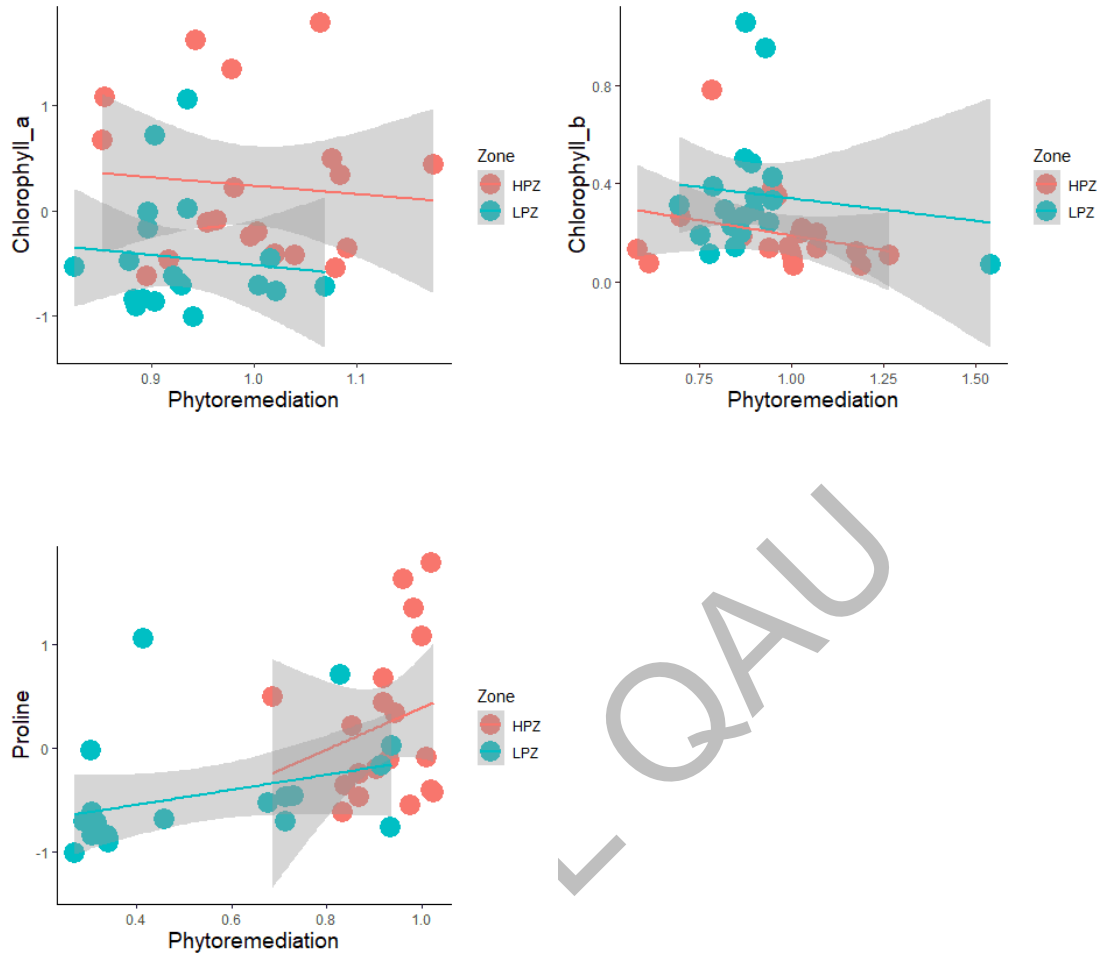 Chlorophyll_a
1
0
-1
0.9 1.0 1.1
Phytoremediation
Zone
HPZ
LPZ
Chlorophyll_b
0.8
0.4
0.0
0.75 1.00 1.25 1.50
Phytoremediation
Zone
HPZ
LPZ
Proline
1
0
-1
0.4 0.6 0.8 1.0
Phytoremediation
Zone
HPZ
LPZ
QAU